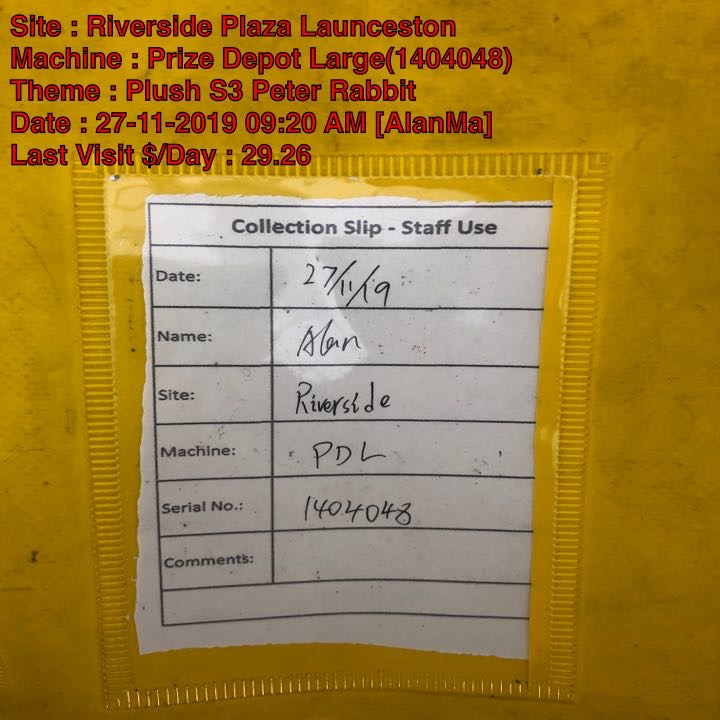 Site : Riverside Plaza Launceston
Machine : Prize Depot Large(1404048)
Theme : Plush S3 Peter Rabbit
Date : 27-11-2019 09:20 AM [AlanMa]
Last Visit $/Day : 29.26
Collection Slip - Staff Use
Date: 27/11/19
Name: Alan
Site: Riverside
Machine: PDL
Serial No.: 1404048
Comments: